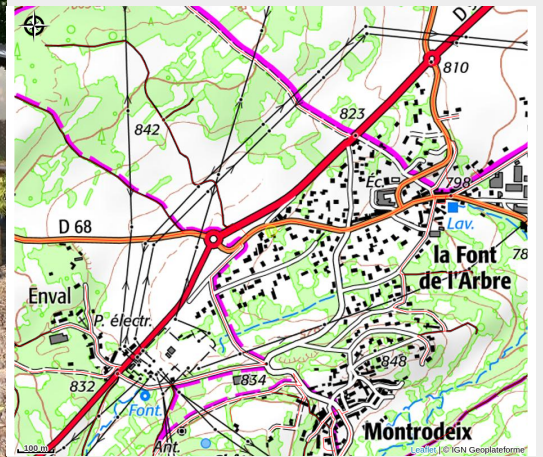 D
810
823
842
Éc.
798
Lav.
D 68
la Font
de l'Arbre
78
Enval
P. électr.
848
832
834
Font.
Montrodeix
Ant.
100 m
Leaflet | © IGN Geoplateforme